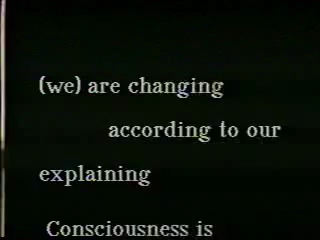 (we) are changing
according to our
explaining
Consciousness is